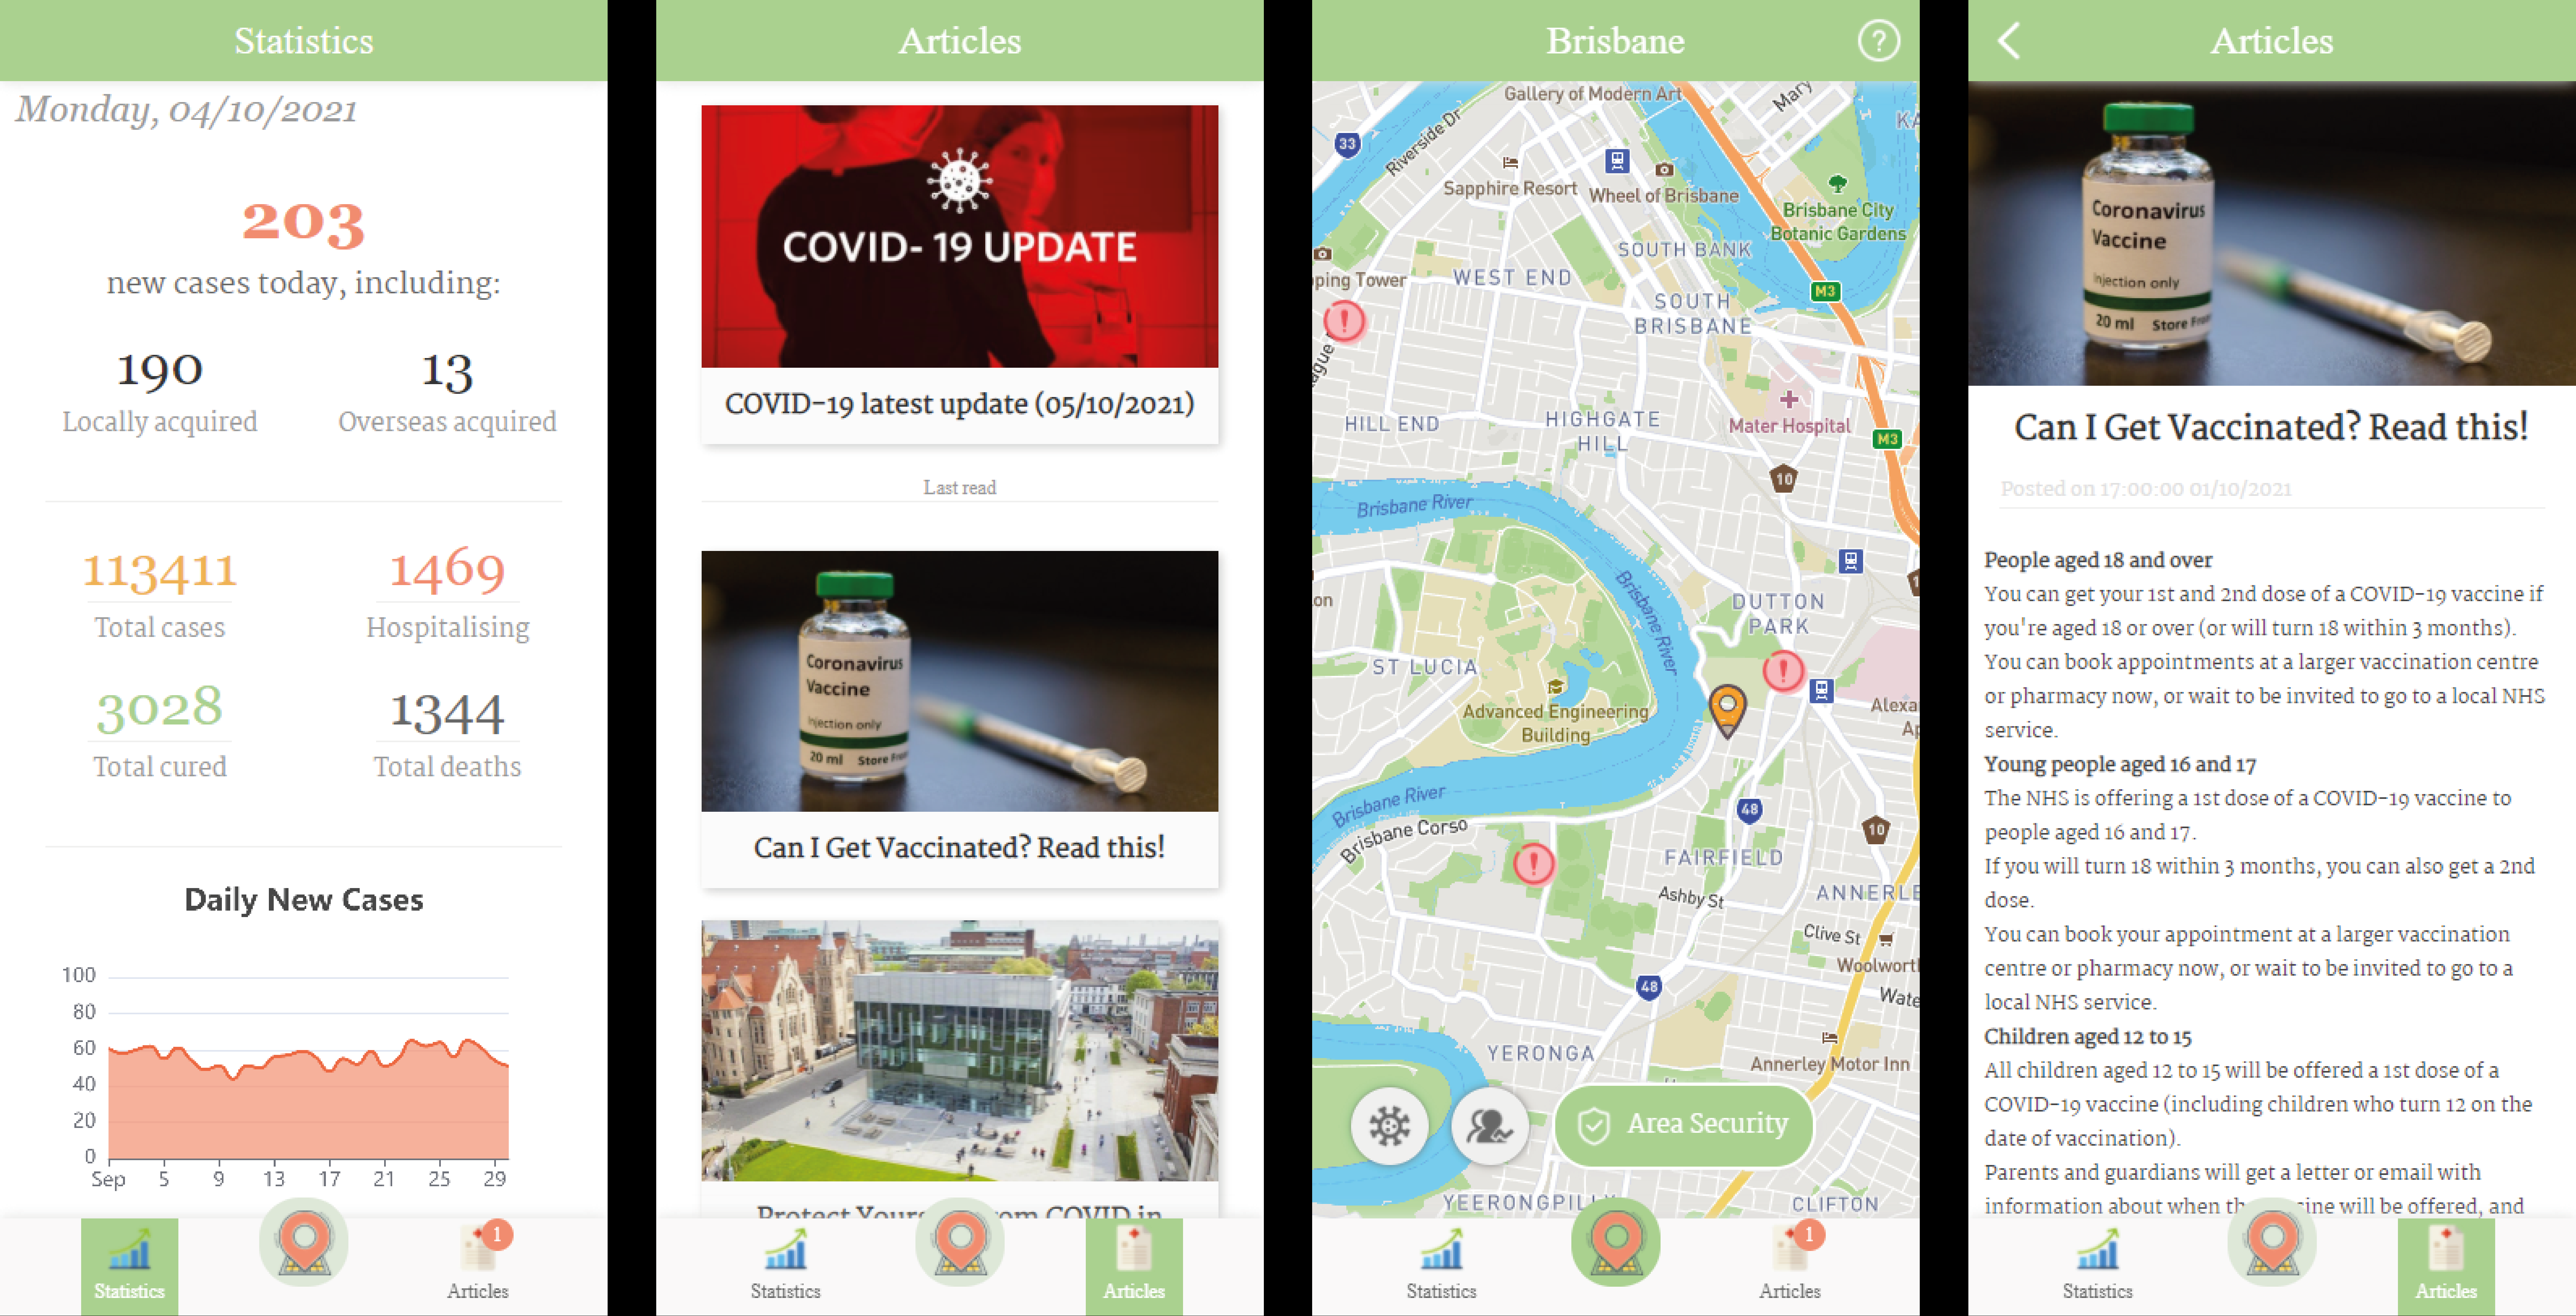 Statistics
Monday, 04/10/2021
203
new cases today, including:
190
Locally acquired
13
Overseas acquired
113411
Total cases
1469
Hospitalising
3028
Total cured
1344
Total deaths
Daily New Cases
100
80
60
40
20
0
Sep 5 9 13 17 21 25 29
Statistics
1
Articles
Articles
COVID- 19 UPDATE
COVID-19 latest update (05/10/2021)
Last read
Coronavirus
Vaccine
Injection only
20 ml Store
Can I Get Vaccinated? Read this!
Statistics
Articles
Brisbane
?
Gallery of Modern Art
Mary
33
Riverside Dr
Sapphire Resort
Wheel of Brisbane
Brisbane City
Botanic Gardens
SOUTH BANK
ping Tower
WEST END
M3
SOUTH
BRISBANE
HILL END
HIGHGATE
HILL
Mater Hospital
M3
10
Brisbane River
Brisbane River
DUTTON
PARK
ST LUCIA
Advanced Engineering
Building
Alexa
Brisbane River
Brisbane Corso
48
10
FAIRFIELD
Ashby St
ANNERLE
Clive St
Woolwort
48
Wate
YERONGA
Annerley Motor Inn
Area Security
YEERONGPILLY
CLIFTON
Statistics
1
Articles
Articles
Coronavirus
Vaccine
Injection only
20 ml Store
Can I Get Vaccinated? Read this!
Posted on 17:00:00 01/10/2021
People aged 18 and over
You can get your 1st and 2nd dose of a COVID-19 vaccine if
you're aged 18 or over (or will turn 18 within 3 months).
You can book appointments at a larger vaccination centre
or pharmacy now, or wait to be invited to go to a local NHS
service.
Young people aged 16 and 17
The NHS is offering a 1st dose of a COVID-19 vaccine to
people aged 16 and 17.
If you will turn 18 within 3 months, you can also get a 2nd
dose.
You can book your appointment at a larger vaccination
centre or pharmacy now, or wait to be invited to go to a
local NHS service.
Children aged 12 to 15
All children aged 12 to 15 will be offered a 1st dose of a
COVID-19 vaccine (including children who turn 12 on the
date of vaccination).
Parents and guardians will get a letter or email with
information about when th ine will be offered, and
Statistics
Articles